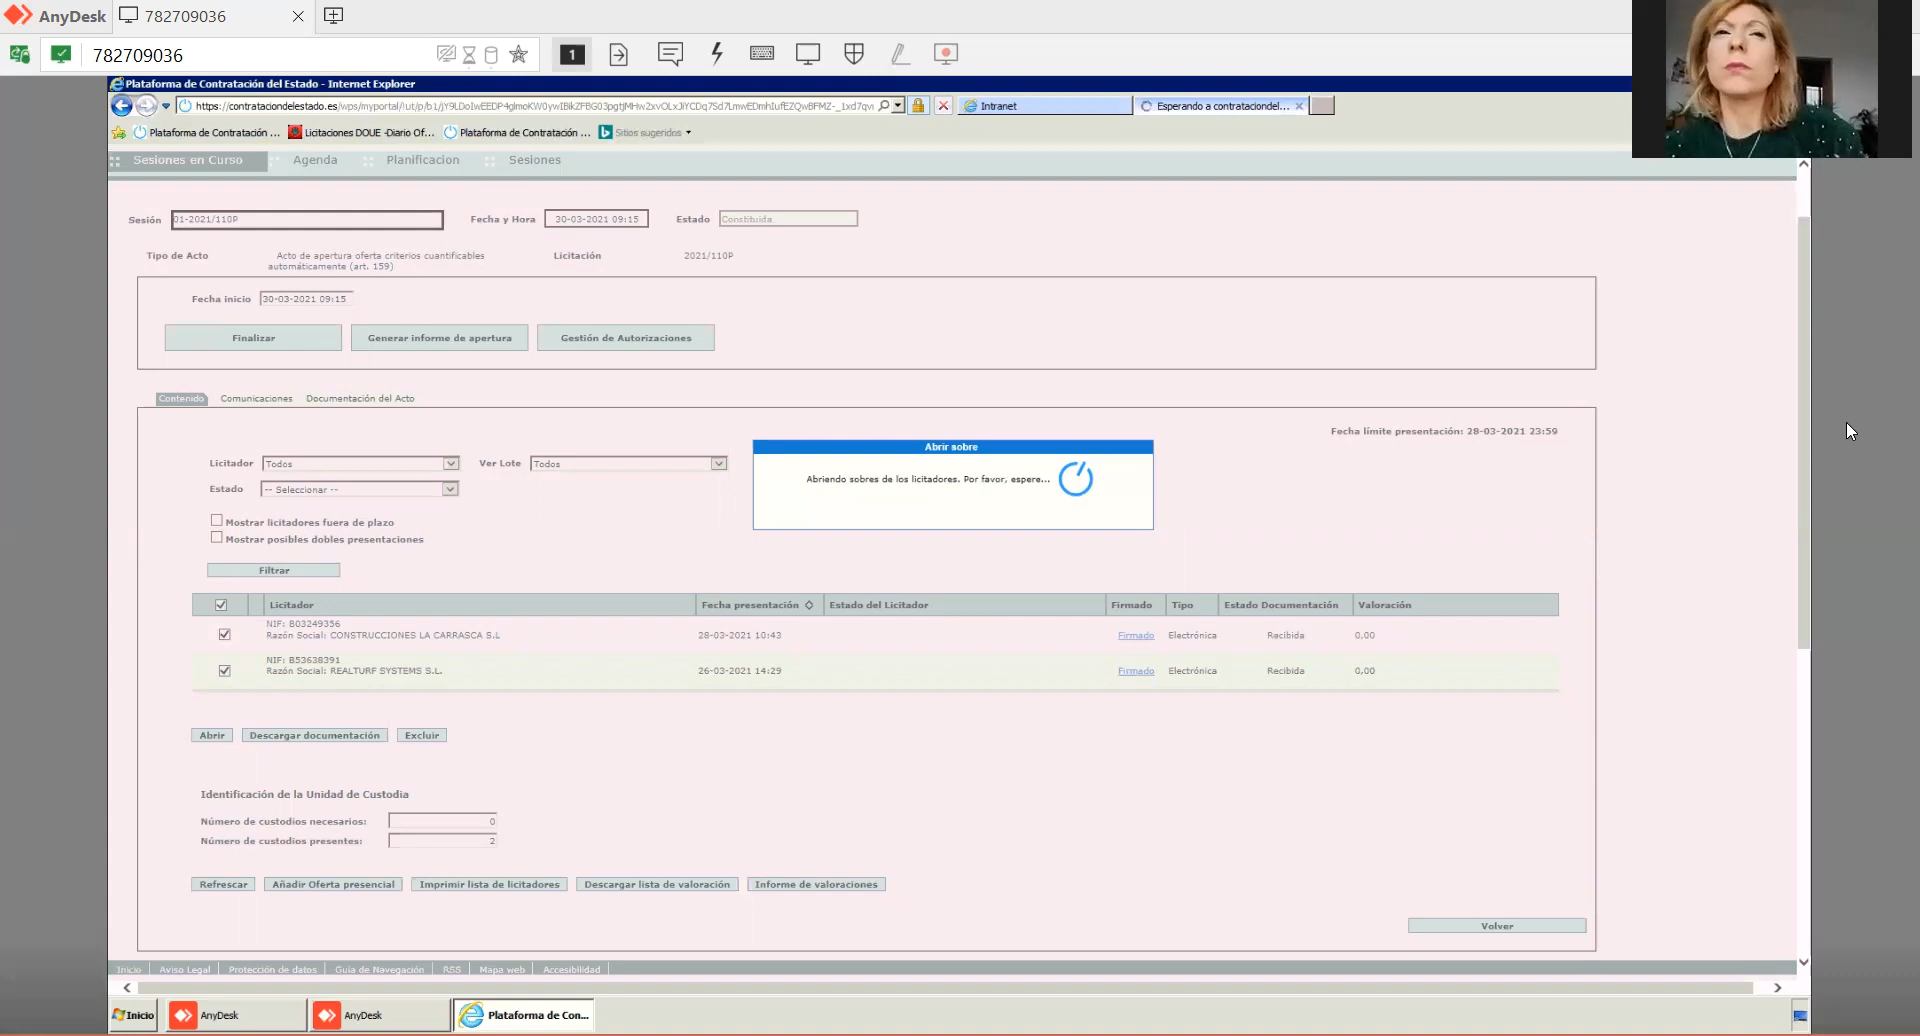 AnyDesk 782709036
782709036
1
Plataforma de Contratación del Estado - Internet Explorer
Intranet Esperando a contrataciondel...
Plataforma de Contratación ... Licitaciones DOUE -Diario Of... Plataforma de Contratación ... Sitios sugeridos
Sesiones en Curso Agenda Planificacion Sesiones
Sesión 01-2021/110P Fecha y Hora 30-03-2021 09:15 Estado Constituida
Tipo de Acto Acto de apertura oferta criterios cuantificables Licitación 2021/110P
automáticamente (art. 159)
Fecha inicio 30-03-2021 09:15
Finalizar Generar informe de apertura Gestión de Autorizaciones
Contenido Comunicaciones Documentación del Acto
Fecha límite presentación: 28-03-2021 23:59
Abrir sobre
Licitador Todos Ver Lote Todos
Abriendo sobres de los licitadores. Por favor, espere...
Estado -- Seleccionar --
Mostrar licitadores fuera de plazo
Mostrar posibles dobles presentaciones
Filtrar
Licitador Fecha presentación Estado del Licitador Firmado Tipo Estado Documentación Valoración
NIF: B03249356
Razón Social: CONSTRUCCIONES LA CARRASCA S.L 28-03-2021 10:43 Firmado Electrónica Recibida 0,00
NIF: B53638391
Razón Social: REALTURF SYSTEMS S.L. 26-03-2021 14:29 Firmado Electrónica Recibida 0,00
Abrir Descargar documentación Excluir
Identificación de la Unidad de Custodia
Número de custodios necesarios: 0
Número de custodios presentes: 2
Refrescar Añadir Oferta presencial Imprimir lista de licitadores Descargar lista de valoración Informe de valoraciones
Volver
Inicio Aviso Legal Protección de datos Guía de Navegación RSS Mapa web Accesibilidad
Inicio AnyDesk AnyDesk Plataforma de Con...